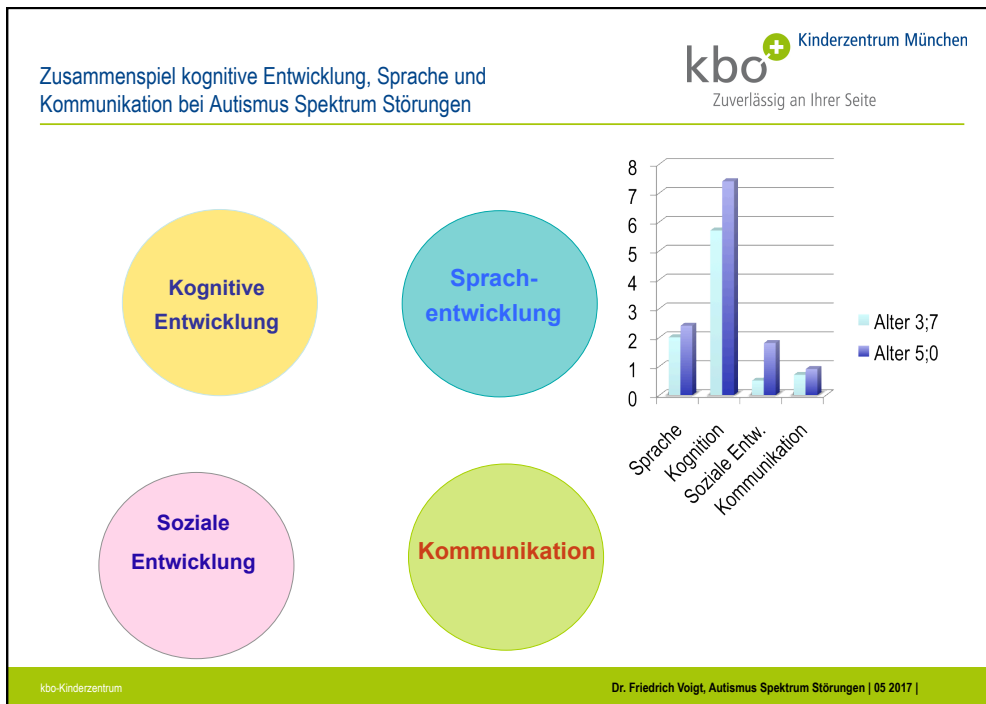 Zusammenspiel kognitive Entwicklung, Sprache und
Kommunikation bei Autismus Spektrum Störungen
kbo
Kinderzentrum München
Zuverlässig an Ihrer Seite
Kognitive
Entwicklung
Sprach-
entwicklung
Soziale
Entwicklung
Kommunikation
8
7
6
5
4
3
2
1
0
Sprache
Kognition
Soziale Entw.
Kommunikation
Alter 3;7
Alter 5;0
kbo-Kinderzentrum
Dr. Friedrich Voigt, Autismus Spektrum Störungen | 05 2017 |